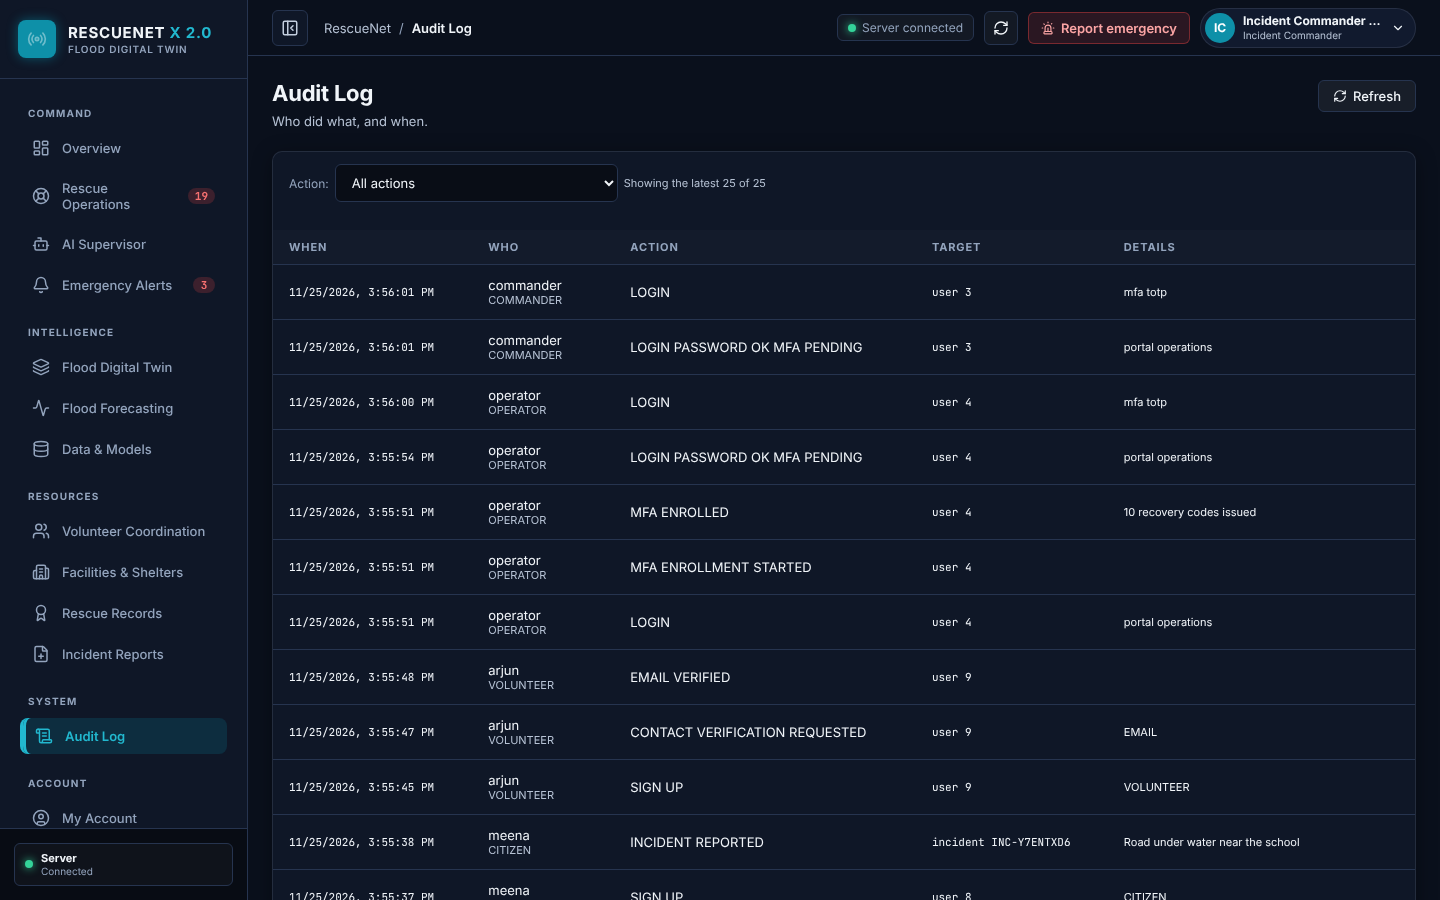 RESCUENET X 2.0
FLOOD DIGITAL TWIN
RescueNet / Audit Log
Server connected
Report emergency
IC
Incident Commander ...
Incident Commander
COMMAND
Overview
Rescue Operations 19
AI Supervisor
Emergency Alerts 3
INTELLIGENCE
Flood Digital Twin
Flood Forecasting
Data & Models
RESOURCES
Volunteer Coordination
Facilities & Shelters
Rescue Records
Incident Reports
SYSTEM
Audit Log
ACCOUNT
My Account
Server
Connected
Audit Log
Who did what, and when.
Refresh
Action: All actions Showing the latest 25 of 25
WHEN WHO ACTION TARGET DETAILS
11/25/2026, 3:56:01 PM commander COMMANDER LOGIN user 3 mfa totp
11/25/2026, 3:56:01 PM commander COMMANDER LOGIN PASSWORD OK MFA PENDING user 3 portal operations
11/25/2026, 3:56:00 PM operator OPERATOR LOGIN user 4 mfa totp
11/25/2026, 3:55:54 PM operator OPERATOR LOGIN PASSWORD OK MFA PENDING user 4 portal operations
11/25/2026, 3:55:51 PM operator OPERATOR MFA ENROLLED user 4 10 recovery codes issued
11/25/2026, 3:55:51 PM operator OPERATOR MFA ENROLLMENT STARTED user 4
11/25/2026, 3:55:51 PM operator OPERATOR LOGIN user 4 portal operations
11/25/2026, 3:55:48 PM arjun VOLUNTEER EMAIL VERIFIED user 9
11/25/2026, 3:55:47 PM arjun VOLUNTEER CONTACT VERIFICATION REQUESTED user 9 EMAIL
11/25/2026, 3:55:45 PM arjun VOLUNTEER SIGN UP user 9 VOLUNTEER
11/25/2026, 3:55:38 PM meena CITIZEN INCIDENT REPORTED incident INC-Y7ENTXD6 Road under water near the school
11/25/2026, 3:55:37 PM meena SIGN UP user 8 CITIZEN